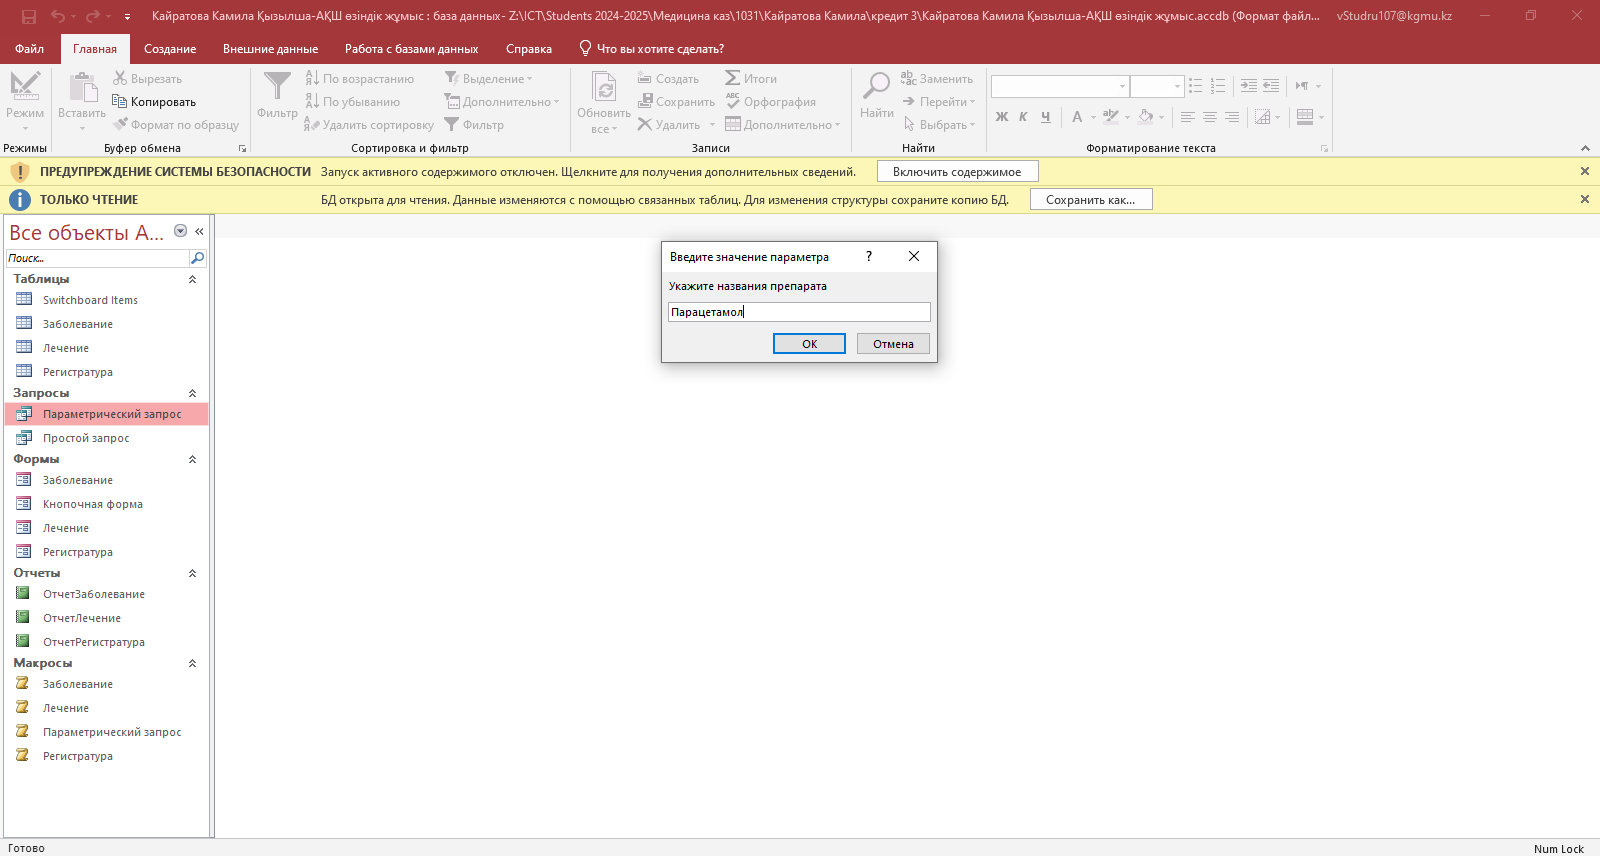 Кайратова Камила Қызылша-АҚШ өзіндік жұмыс : база данных- Z:\ICT\Students 2024-2025\Медицина каз\1031\Кайратова Камила\кредит 3\Кайратова Камила Қызылша-АҚШ өзіндік жұмыс.accdb (Формат файл... vStudru107@kgmu.kz
Файл Главная Создание Внешние данные Работа с базами данных Справка Что вы хотите сделать?
Режим
Режимы
Вставить
Вырезать
Копировать
Формат по образцу
Буфер обмена
Фильтр
По возрастанию
По убыванию
Удалить сортировку
Выделение
Дополнительно
Фильтр
Сортировка и фильтр
Обновить
все
Создать
Сохранить
Удалить
Итоги
Орфография
Дополнительно
Записи
Найти
Заменить
Перейти
Выбрать
Найти
Ж К Ч А
Форматирование текста
ПРЕДУПРЕЖДЕНИЕ СИСТЕМЫ БЕЗОПАСНОСТИ Запуск активного содержимого отключен. Щелкните для получения дополнительных сведений. Включить содержимое
ТОЛЬКО ЧТЕНИЕ БД открыта для чтения. Данные изменяются с помощью связанных таблиц. Для изменения структуры сохраните копию БД. Сохранить как...
Все объекты A...
Поиск...
Таблицы
Switchboard Items
Заболевание
Лечение
Регистратура
Запросы
Параметрический запрос
Простой запрос
Формы
Заболевание
Кнопочная форма
Лечение
Регистратура
Отчеты
ОтчетЗаболевание
ОтчетЛечение
ОтчетРегистратура
Макросы
Заболевание
Лечение
Параметрический запрос
Регистратура
Введите значение параметра ?
Укажите названия препарата
Парацетамол
ОК Отмена
Готово Num Lock